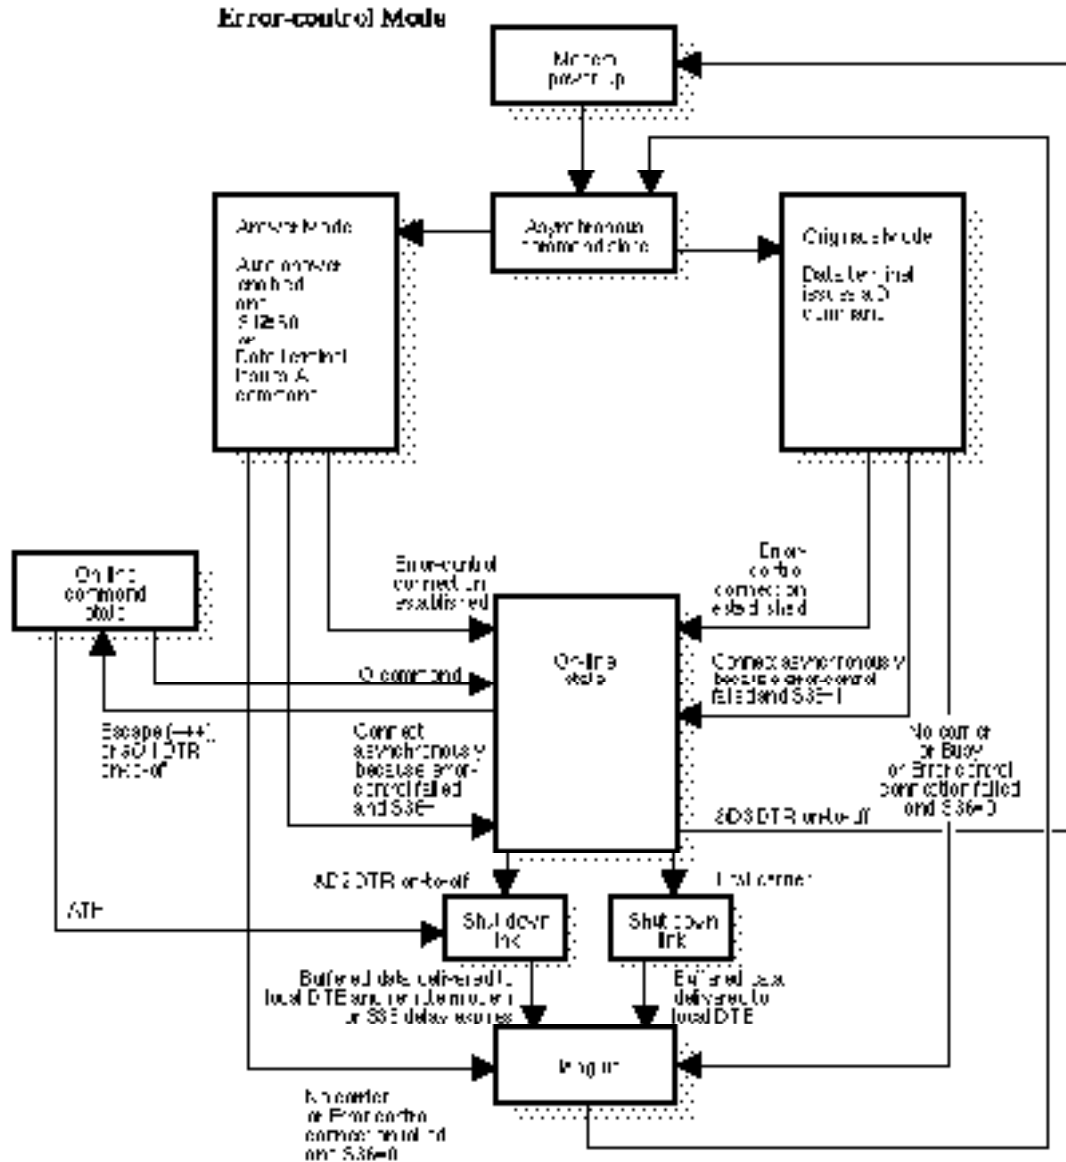 Error-control Mode
Modem
power up
Asynchronous
command state
Answer Mode
Auto answer
enabled
and
or
Data terminal
issues A
command
Originate Mode
Data terminal
issues a D
command
On-line
command
state
Error-control
connection
established
Error-
control
connection
established
On-line
state
O command
Connect asynchronously
because error-control
failed and S36=1
Escape (+++)
or &D1 DTR
on-to-off
Connect
asynchronously
because error-
control failed
and
No carrier
or Busy
or Error control
connection failed
and S36=0
&D3 DTR on-to-off
DTR on-to-off
Lost carrier
ATH
Shut down
link
Shut down
link
Buffered data delivered to
local DTE and remote modem
or S38 delay expires
Buffered data
delivered to
local DTE
Hang up
No carrier
or Error control
connection failed
and S36=0